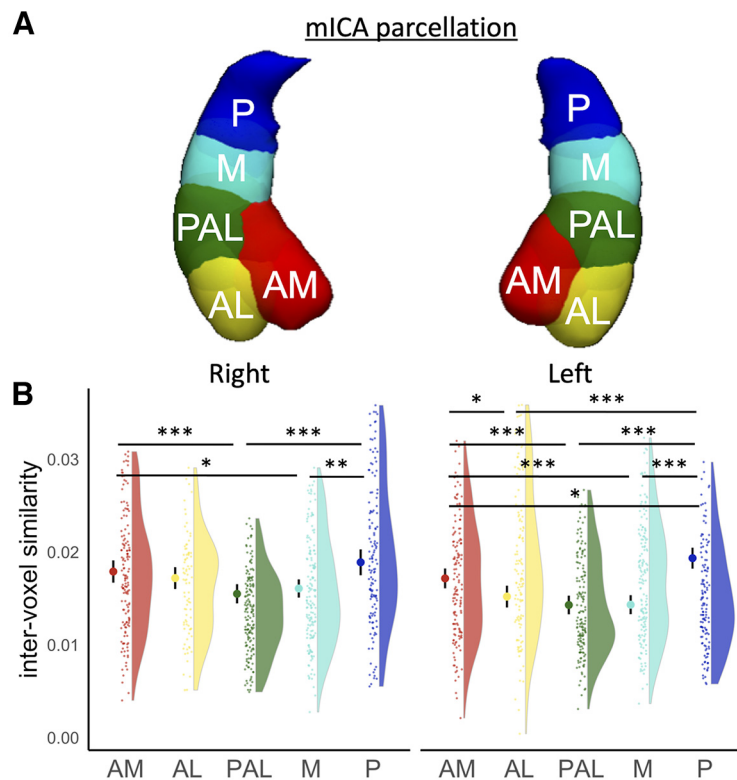 A
mICA parcellation
P
P
M
M
PAL
PAL
AM
AM
AL
AL
Right
Left
B
*
***
***
***
***
***
*
**
***
***
*
0.03
0.02
0.01
0.00
inter-voxel similarity
AM AL PAL M P
AM AL PAL M P